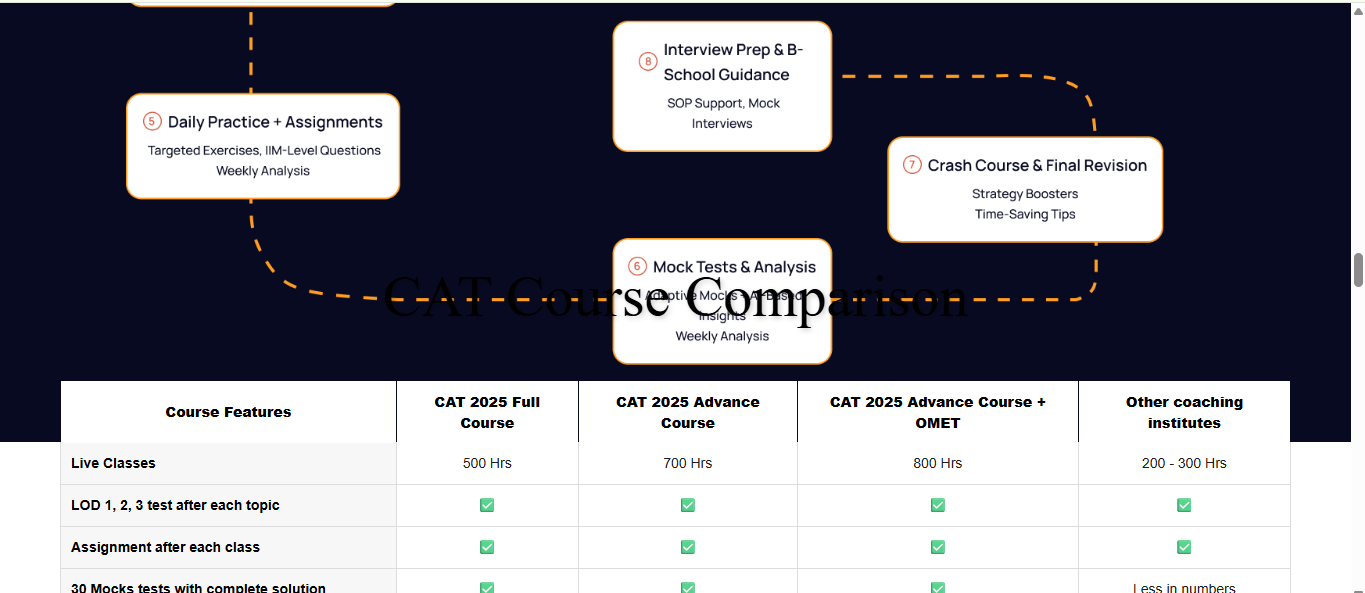 5 Daily Practice + Assignments
Targeted Exercises, IIM-Level Questions
Weekly Analysis
8 Interview Prep & B-
School Guidance
SOP Support, Mock
Interviews
7 Crash Course & Final Revision
Strategy Boosters
Time-Saving Tips
6 Mock Tests & Analysis
Adaptive Mocks + AI-Based
Insights
Weekly Analysis
CAT Course Comparison
Course Features
CAT 2025 Full
Course
CAT 2025 Advance
Course
CAT 2025 Advance Course +
OMET
Other coaching
institutes
Live Classes 500 Hrs 700 Hrs 800 Hrs 200 - 300 Hrs
LOD 1, 2, 3 test after each topic
Assignment after each class
30 Mocks tests with complete solution Less in numbers